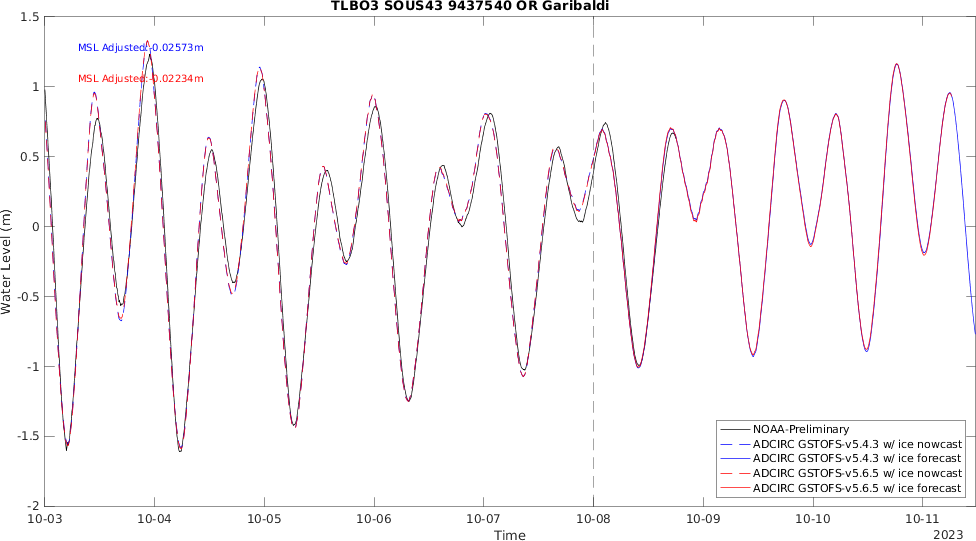 TLBO3 SOUS43 9437540 OR Garibaldi
MSL Adjusted:-0.02573m
MSL Adjusted:-0.02234m
Water Level (m)
1.5
1
0.5
0
-0.5
-1
-1.5
-2
NOAA-Preliminary
ADCIRC GSTOFS-v5.4.3 w/ ice nowcast
ADCIRC GSTOFS-v5.4.3 w/ ice forecast
ADCIRC GSTOFS-v5.6.5 w/ ice nowcast
ADCIRC GSTOFS-v5.6.5 w/ ice forecast
10-03 10-04 10-05 10-06 10-07 10-08 10-09 10-10 10-11
Time
2023